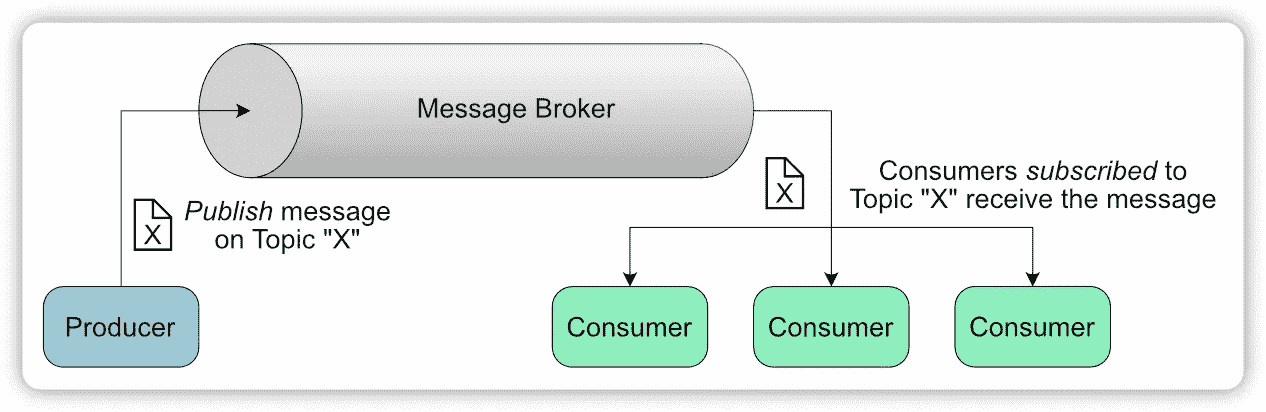 Message Broker
X
Publish message
on Topic "X"
X
Consumers subscribed to
Topic "X" receive the message
Producer
Consumer
Consumer
Consumer